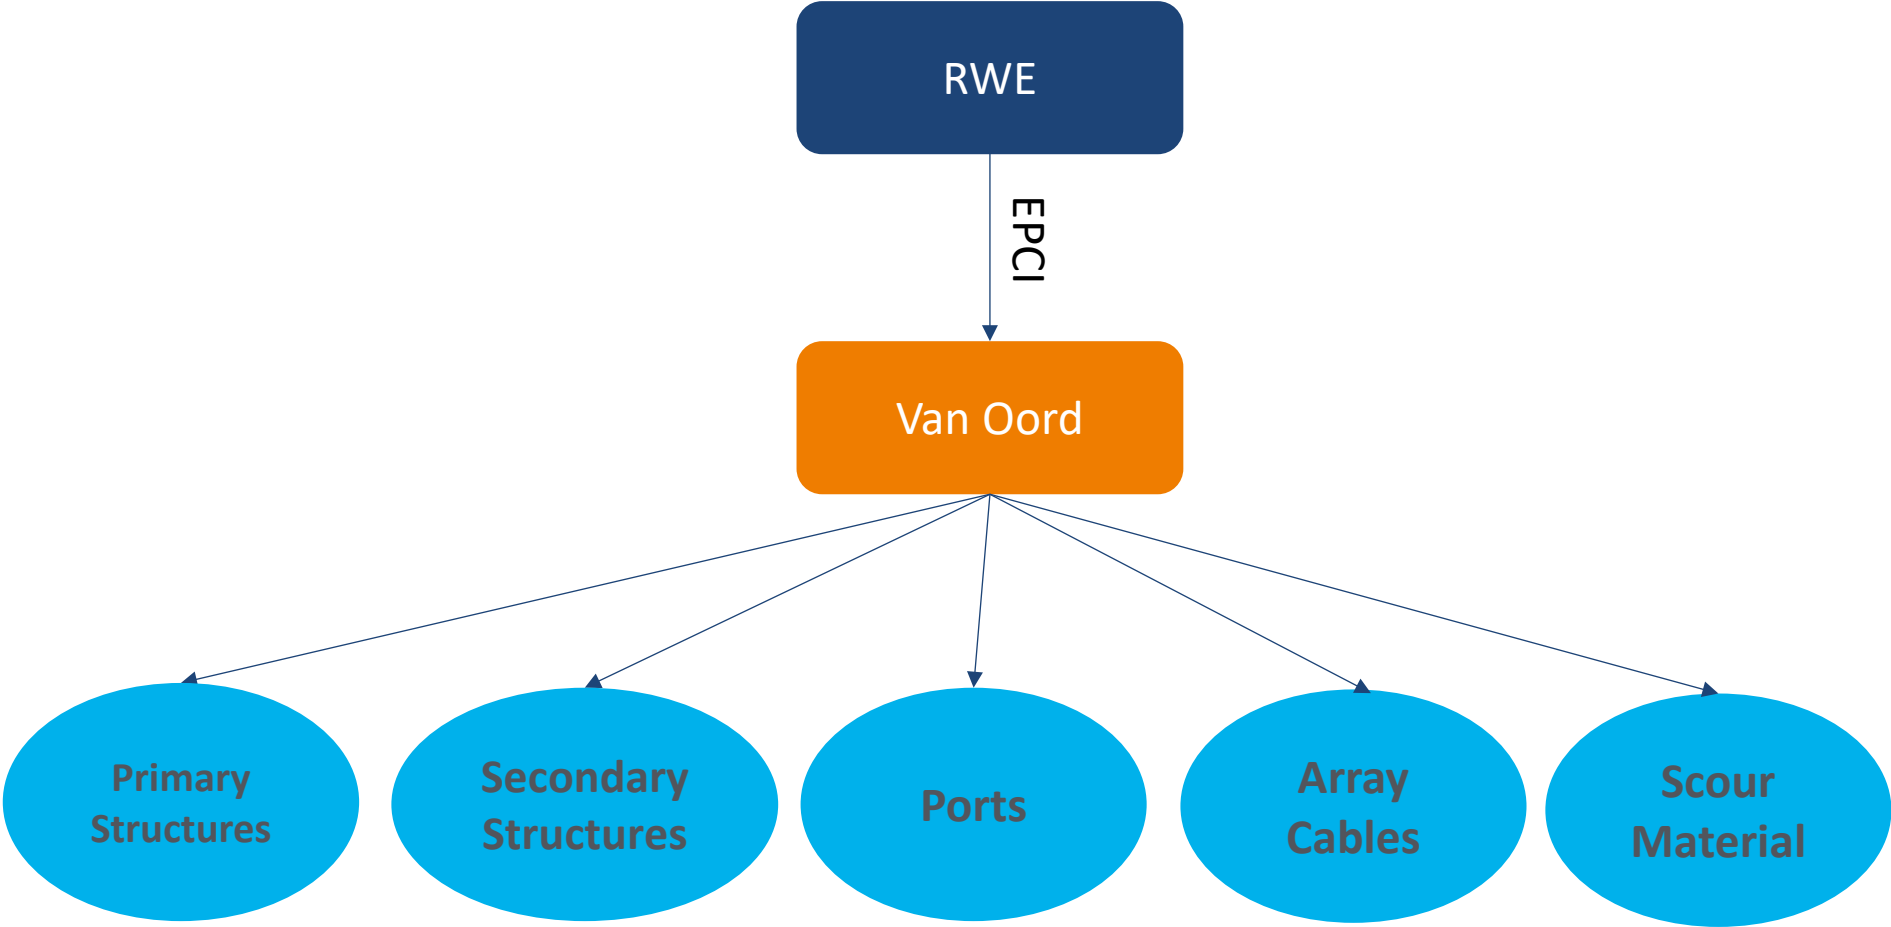 RWE
EPCI
Van Oord
Primary
Structures
Secondary
Structures
Ports
Array
Cables
Scour
Material